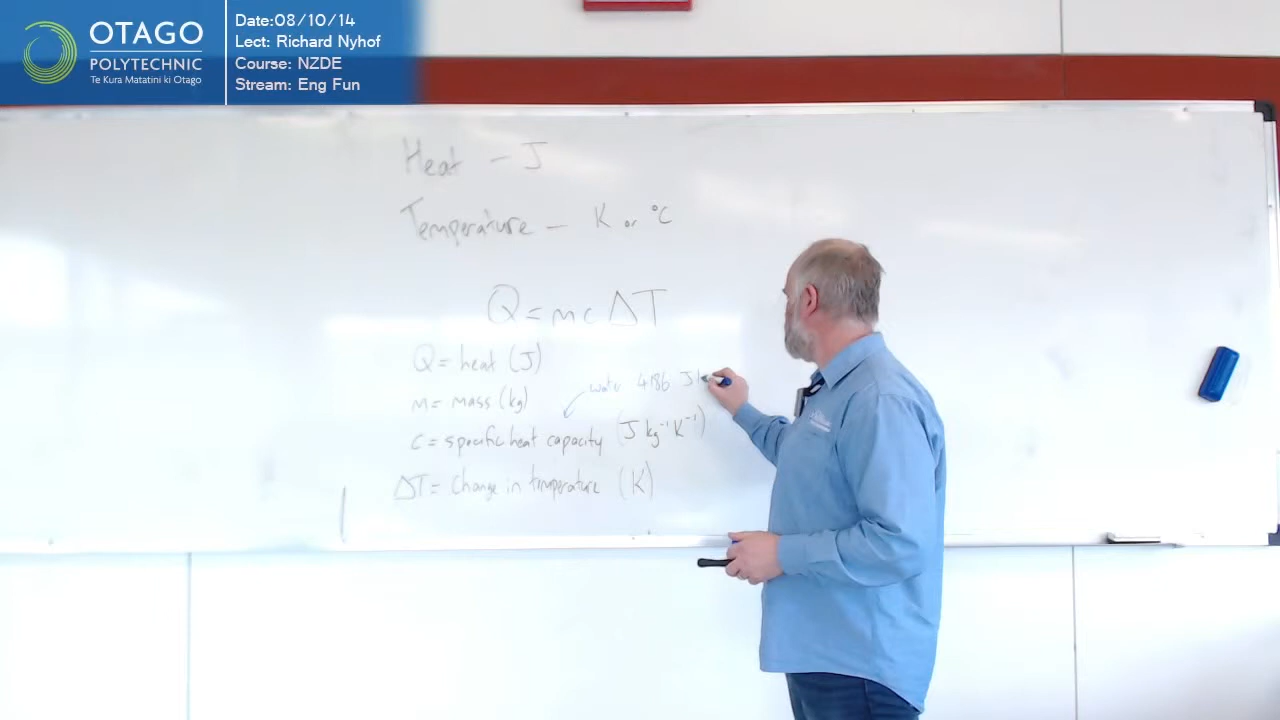 OTAGO
POLYTECHNIC
Te Kura Matatini ki Otago
Date:08/10/14
Lect: Richard Nyhof
Course: NZDE
Stream: Eng Fun
Heat - J
Temperature - K or °C
Q = mc ΔT
Q = heat (J)
water 4186 J
m = mass (kg)
c = specific heat capacity (J kg⁻¹ K⁻¹)
ΔT = change in temperature (K)